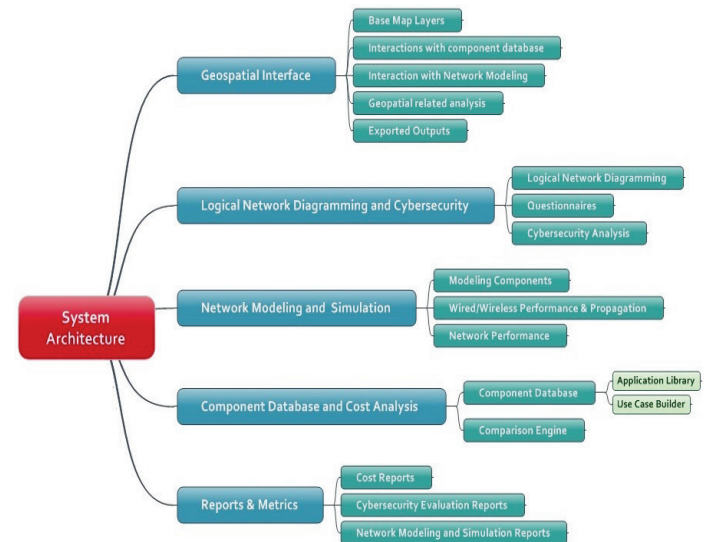 System
Architecture
Geospatial Interface
Base Map Layers
Interactions with component database
Interaction with Network Modeling
Geopatial related analysis
Exported Outputs
Logical Network Diagramming and Cybersecurity
Logical Network Diagramming
Questionnaires
Cybersecurity Analysis
Network Modeling and Simulation
Modeling Components
Wired/Wireless Performance & Propagation
Network Performance
Component Database and Cost Analysis
Component Database
Application Library
Use Case Builder
Comparison Engine
Reports & Metrics
Cost Reports
Cybersecurity Evaluation Reports
Network Modeling and Simulation Reports